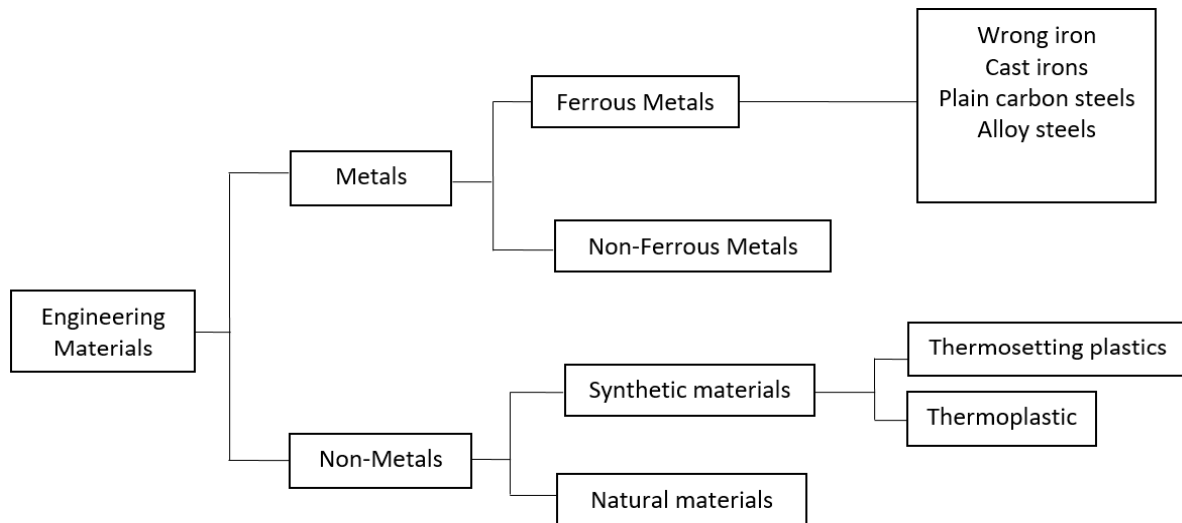 Wrong iron
Cast irons
Plain carbon steels
Alloy steels
Ferrous Metals
Metals
Non-Ferrous Metals
Engineering
Materials
Thermosetting plastics
Synthetic materials
Thermoplastic
Non-Metals
Natural materials